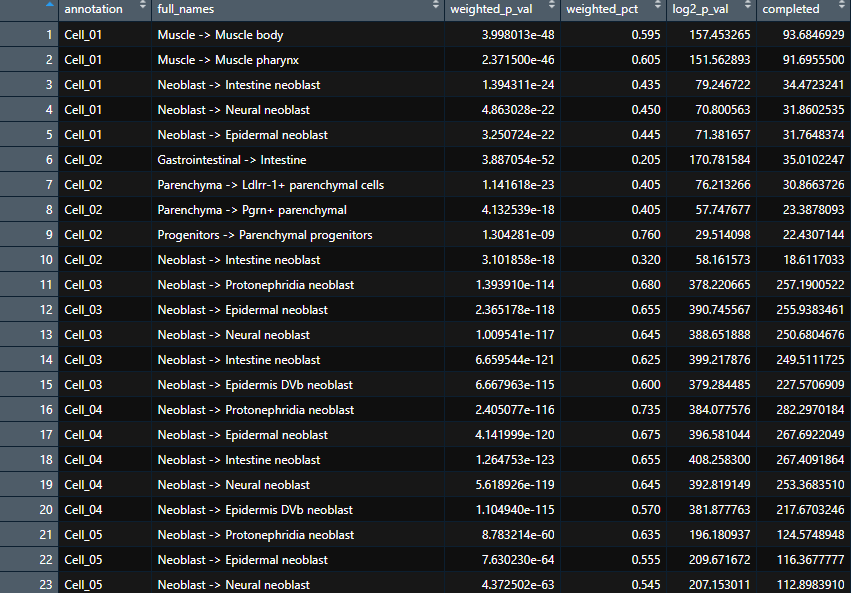 annotation full_names weighted_p_val weighted_pct log2_p_val completed
1 Cell_01 Muscle -> Muscle body 3.998013e-48 0.595 157.453265 93.6846929
2 Cell_01 Muscle -> Muscle pharynx 2.371500e-46 0.605 151.562893 91.6955500
3 Cell_01 Neoblast -> Intestine neoblast 1.394311e-24 0.435 79.246722 34.4723241
4 Cell_01 Neoblast -> Neural neoblast 4.863028e-22 0.450 70.800563 31.8602535
5 Cell_01 Neoblast -> Epidermal neoblast 3.250724e-22 0.445 71.381657 31.7648374
6 Cell_02 Gastrointestinal -> Intestine 3.887054e-52 0.205 170.781584 35.0102247
7 Cell_02 Parenchyma -> Ldlrr-1+ parenchymal cells 1.141618e-23 0.405 76.213266 30.8663726
8 Cell_02 Parenchyma -> Pgrn+ parenchymal 4.132539e-18 0.405 57.747677 23.3878093
9 Cell_02 Progenitors -> Parenchymal progenitors 1.304281e-09 0.760 29.514098 22.4307144
10 Cell_02 Neoblast -> Intestine neoblast 3.101858e-18 0.320 58.161573 18.6117033
11 Cell_03 Neoblast -> Protonephridia neoblast 1.393910e-114 0.680 378.220665 257.1900522
12 Cell_03 Neoblast -> Epidermal neoblast 2.365178e-118 0.655 390.745567 255.9383461
13 Cell_03 Neoblast -> Neural neoblast 1.009541e-117 0.645 388.651888 250.6804676
14 Cell_03 Neoblast -> Intestine neoblast 6.659544e-121 0.625 399.217876 249.5111725
15 Cell_03 Neoblast -> Epidermis DVb neoblast 6.667963e-115 0.600 379.284485 227.5706909
16 Cell_04 Neoblast -> Protonephridia neoblast 2.405077e-116 0.735 384.077576 282.2970184
17 Cell_04 Neoblast -> Epidermal neoblast 4.141999e-120 0.675 396.581044 267.6922049
18 Cell_04 Neoblast -> Intestine neoblast 1.264753e-123 0.655 408.258300 267.4091864
19 Cell_04 Neoblast -> Neural neoblast 5.618926e-119 0.645 392.819149 253.3683510
20 Cell_04 Neoblast -> Epidermis DVb neoblast 1.104940e-115 0.570 381.877763 217.6703246
21 Cell_05 Neoblast -> Protonephridia neoblast 8.783214e-60 0.635 196.180937 124.5748948
22 Cell_05 Neoblast -> Epidermal neoblast 7.630230e-64 0.555 209.671672 116.3677777
23 Cell_05 Neoblast -> Neural neoblast 4.372502e-63 0.545 207.153011 112.8983910